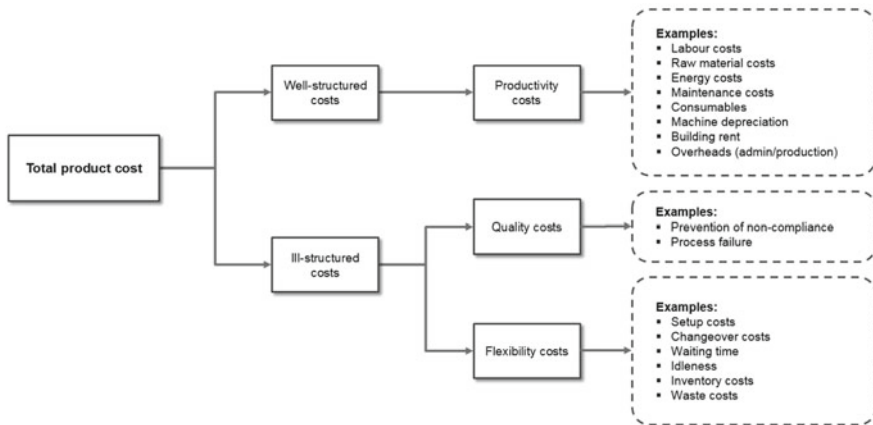 Total product cost
Well-structured
costs
Productivity
costs
Examples:
▪ Labour costs
▪ Raw material costs
▪ Energy costs
▪ Maintenance costs
▪ Consumables
▪ Machine depreciation
▪ Building rent
▪ Overheads (admin/production)
Ill-structured
costs
Quality costs
Examples:
▪ Prevention of non-compliance
▪ Process failure
Flexibility costs
Examples:
▪ Setup costs
▪ Changeover costs
▪ Waiting time
▪ Idleness
▪ Inventory costs
▪ Waste costs